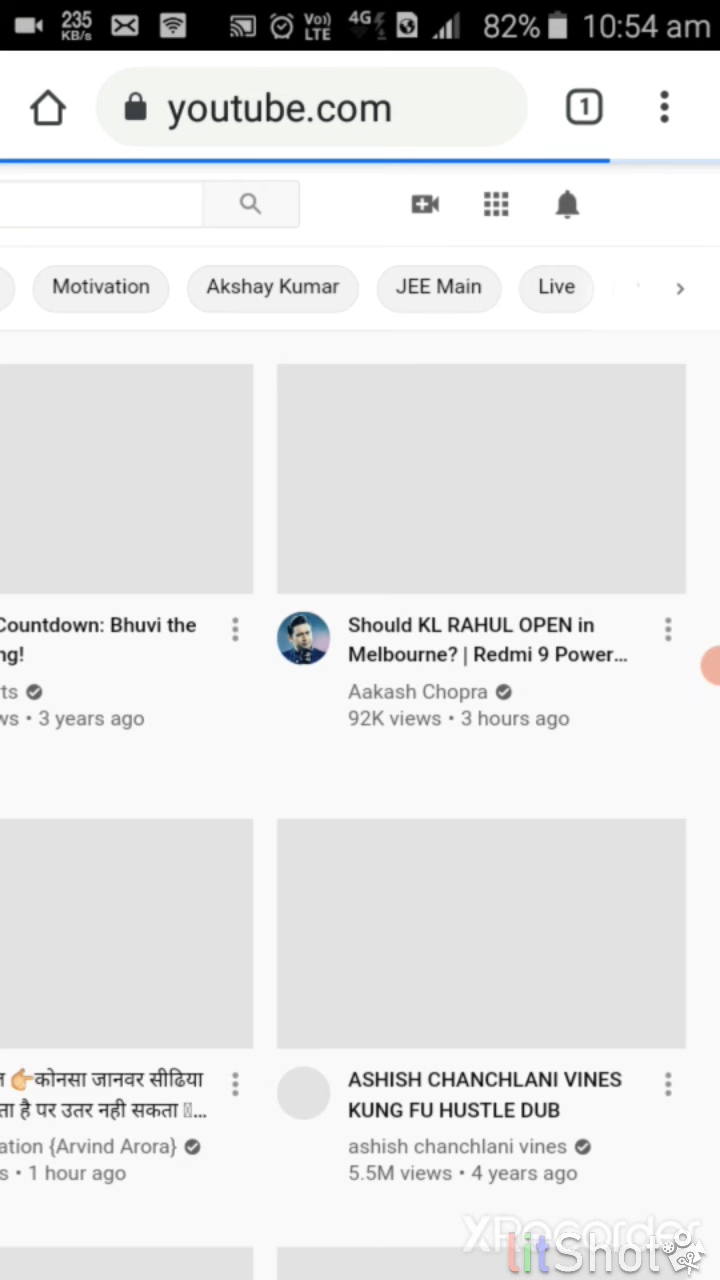 235 KB/s Vo)) LTE 4G 82% 10:54 am
youtube.com 1
Motivation Akshay Kumar JEE Main Live
Countdown: Bhuvi the
ng!
ts
ws • 3 years ago
Should KL RAHUL OPEN in
Melbourne? | Redmi 9 Power...
Aakash Chopra
92K views • 3 hours ago
👉कोनसा जानवर सीढिया
ता है पर उतर नही सकता ...
ation {Arvind Arora}
s • 1 hour ago
ASHISH CHANCHLANI VINES
KUNG FU HUSTLE DUB
ashish chanchlani vines
5.5M views • 4 years ago
XRecorder
litShot